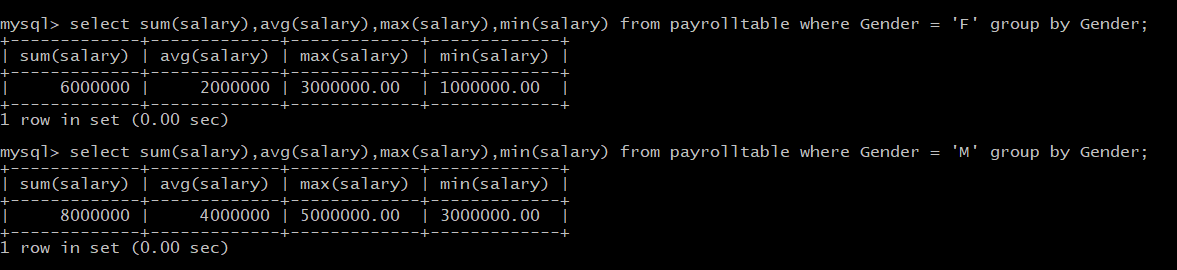 mysql> select sum(salary),avg(salary),max(salary),min(salary) from payrolltable where Gender = 'F' group by Gender;
+-------------+-------------+-------------+-------------+
| sum(salary) | avg(salary) | max(salary) | min(salary) |
+-------------+-------------+-------------+-------------+
|     6000000 |     2000000 | 3000000.00  | 1000000.00  |
+-------------+-------------+-------------+-------------+
1 row in set (0.00 sec)
mysql> select sum(salary),avg(salary),max(salary),min(salary) from payrolltable where Gender = 'M' group by Gender;
+-------------+-------------+-------------+-------------+
| sum(salary) | avg(salary) | max(salary) | min(salary) |
+-------------+-------------+-------------+-------------+
|     8000000 |     4000000 | 5000000.00  | 3000000.00  |
+-------------+-------------+-------------+-------------+
1 row in set (0.00 sec)